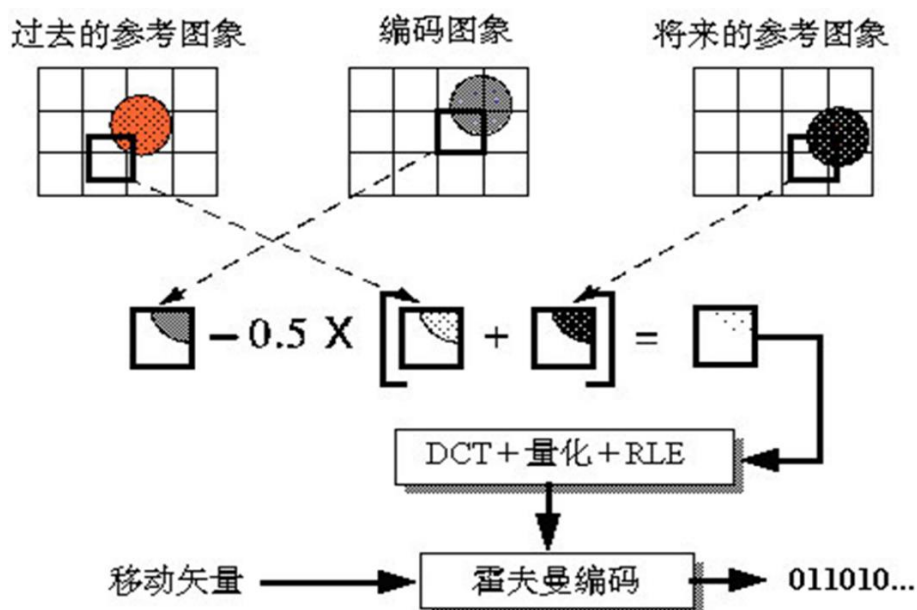 过去的参考图象
编码图象
将来的参考图象
－0.5 X [ + ] =
DCT＋量化＋RLE
移动矢量
霍夫曼编码
011010...